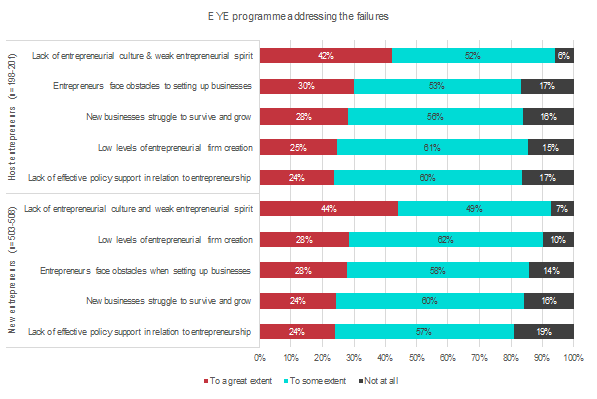 EYE programme addressing the failures
Host entrepreneurs (n= 198-201)
Lack of entrepreneurial culture & weak entrepreneurial spirit 42% 52% 6%
Entrepreneurs face obstacles to setting up businesses 30% 53% 17%
New businesses struggle to survive and grow 28% 56% 16%
Low levels of entrepreneurial firm creation 25% 61% 15%
Lack of effective policy support in relation to entrepreneurship 24% 60% 17%
New entrepreneurs (n=503-508)
Lack of entrepreneurial culture and weak entrepreneurial spirit 44% 49% 7%
Low levels of entrepreneurial firm creation 28% 62% 10%
Entrepreneurs face obstacles when setting up businesses 28% 58% 14%
New businesses struggle to survive and grow 24% 60% 16%
Lack of effective policy support in relation to entrepreneurship 24% 57% 19%
0% 10% 20% 30% 40% 50% 60% 70% 80% 90% 100%
To a great extent To some extent Not at all